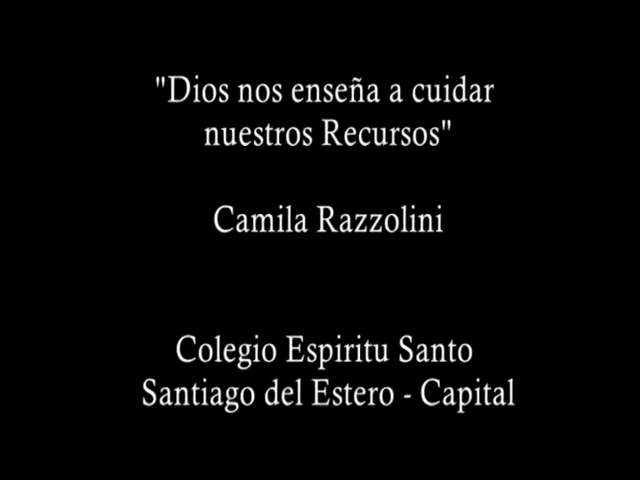 "Dios nos enseña a cuidar
nuestros Recursos"
Camila Razzolini
Colegio Espiritu Santo
Santiago del Estero - Capital